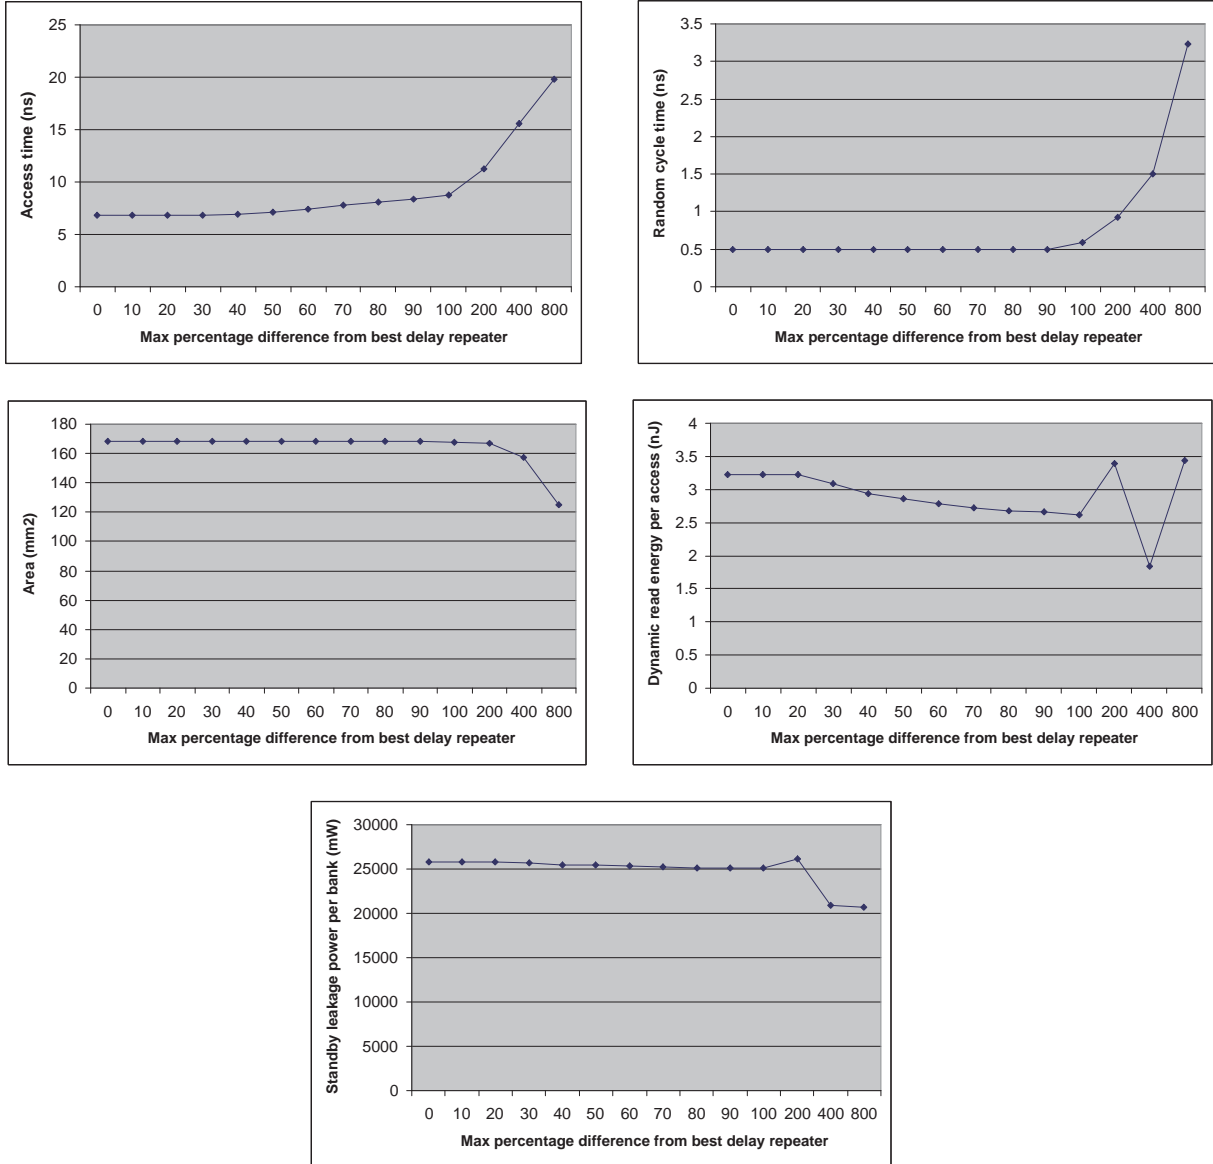 25
20
15
10
5
0
Access time (ns)
0 10 20 30 40 50 60 70 80 90 100 200 400 800
Max percentage difference from best delay repeater
3.5
3
2.5
2
1.5
1
0.5
0
Random cycle time (ns)
0 10 20 30 40 50 60 70 80 90 100 200 400 800
Max percentage difference from best delay repeater
180
160
140
120
100
80
60
40
20
0
Area (mm2)
0 10 20 30 40 50 60 70 80 90 100 200 400 800
Max percentage difference from best delay repeater
4
3.5
3
2.5
2
1.5
1
0.5
0
Dynamic read energy per access (nJ)
0 10 20 30 40 50 60 70 80 90 100 200 400 800
Max percentage difference from best delay repeater
30000
25000
20000
15000
10000
5000
0
Standby leakage power per bank (mW)
0 10 20 30 40 50 60 70 80 90 100 200 400 800
Max percentage difference from best delay repeater